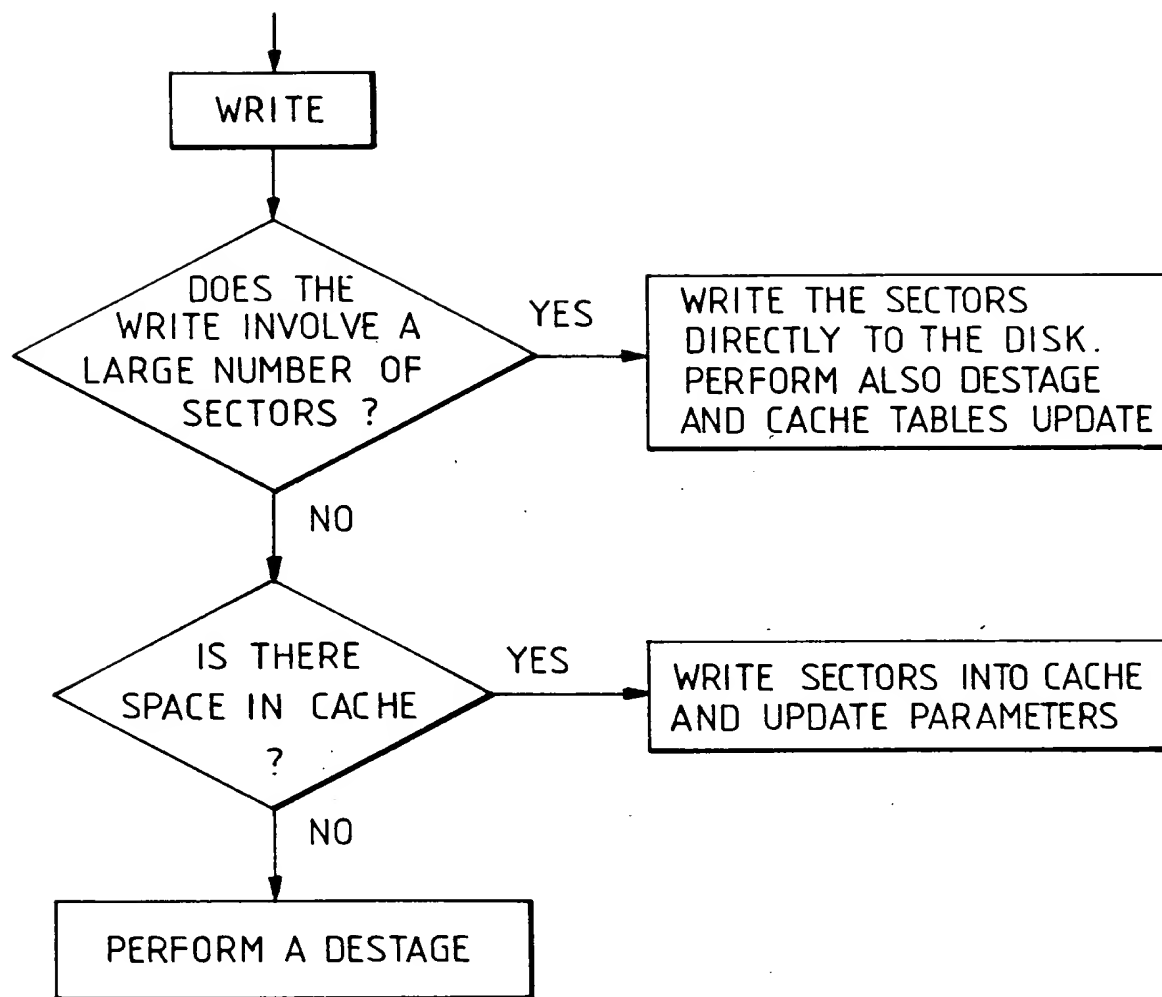 WRITE
DOES THE
WRITE INVOLVE A
LARGE NUMBER OF
SECTORS ?
YES
WRITE THE SECTORS
DIRECTLY TO THE DISK.
PERFORM ALSO DESTAGE
AND CACHE TABLES UPDATE
NO
IS THERE
SPACE IN CACHE
?
YES
WRITE SECTORS INTO CACHE
AND UPDATE PARAMETERS
NO
PERFORM A DESTAGE